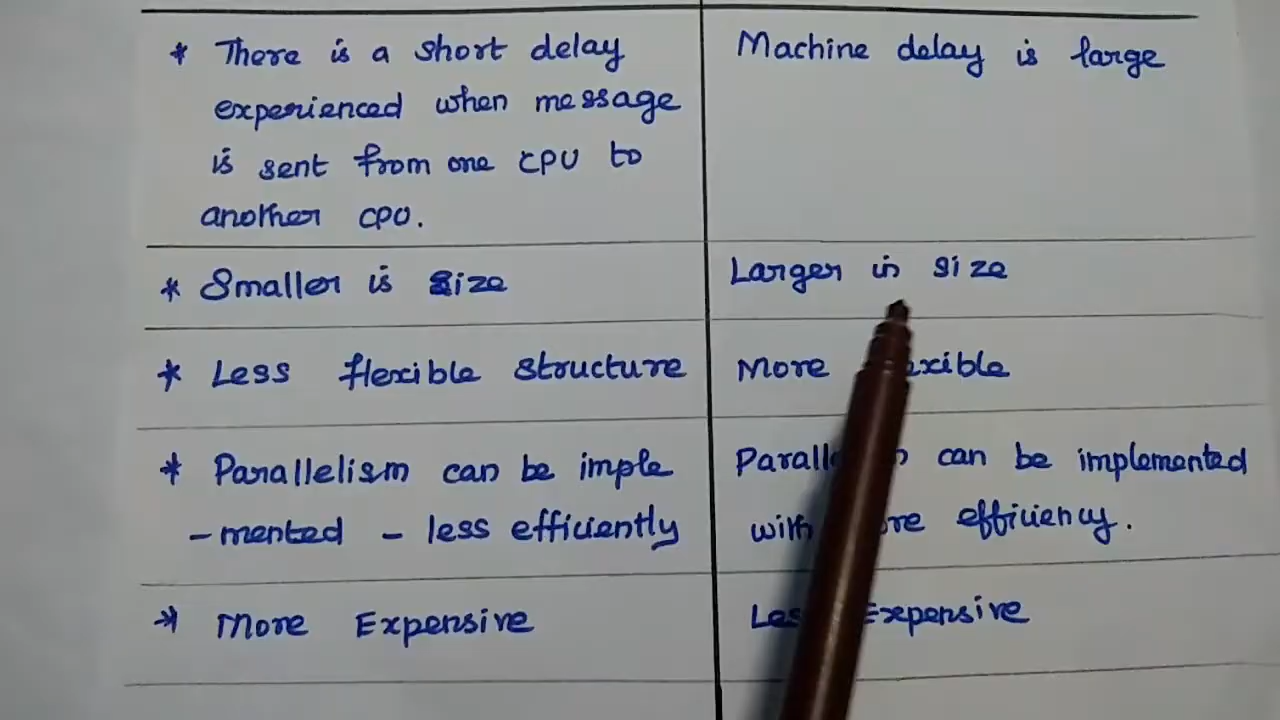 * There is a short delay
experienced when message
is sent from one CPU to
another CPU.
Machine delay is large
* Smaller is size
Larger in size
* Less flexible structure
More
* Parallelism can be imple
-mented - less efficiently
can be implemented
efficiency.
* More Expensive
Expensive